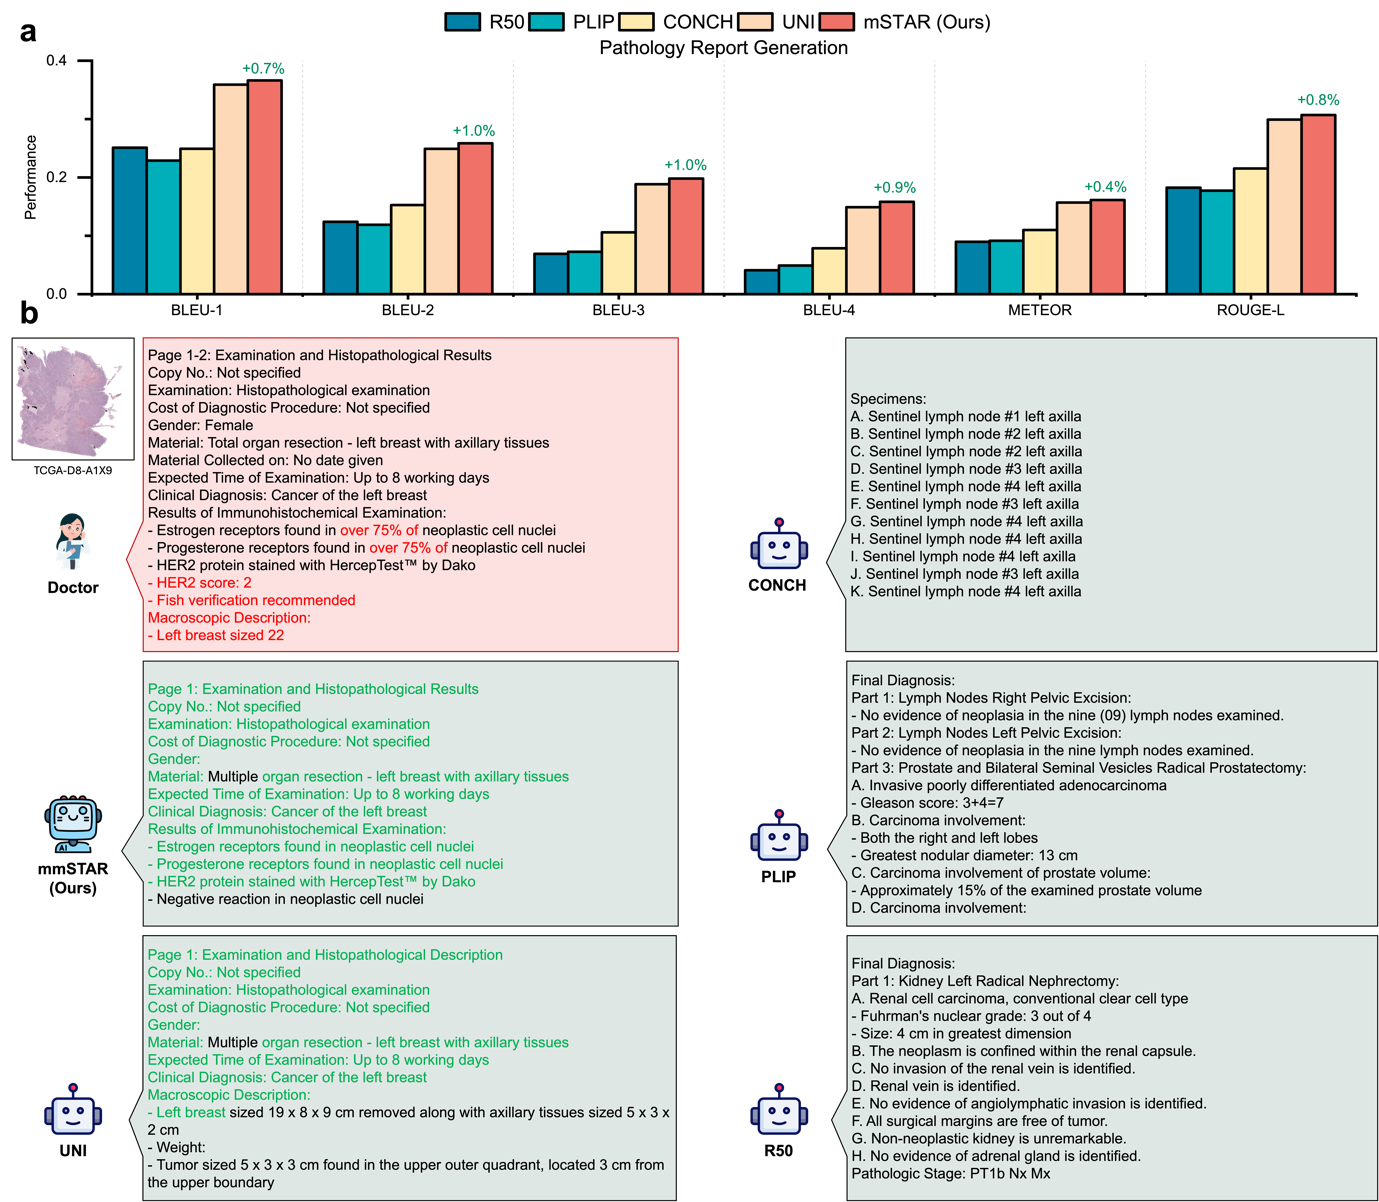 a
R50 PLIP CONCH UNI mSTAR (Ours)
Pathology Report Generation
Performance
0.4
0.2
0.0
+0.7%
+1.0%
+1.0%
+0.9%
+0.4%
+0.8%
BLEU-1 BLEU-2 BLEU-3 BLEU-4 METEOR ROUGE-L
b
TCGA-D8-A1X9
Doctor
Page 1-2: Examination and Histopathological Results
Copy No.: Not specified
Examination: Histopathological examination
Cost of Diagnostic Procedure: Not specified
Gender: Female
Material: Total organ resection - left breast with axillary tissues
Material Collected on: No date given
Expected Time of Examination: Up to 8 working days
Clinical Diagnosis: Cancer of the left breast
Results of Immunohistochemical Examination:
- Estrogen receptors found in over 75% of neoplastic cell nuclei
- Progesterone receptors found in over 75% of neoplastic cell nuclei
- HER2 protein stained with HercepTest™ by Dako
- HER2 score: 2
- Fish verification recommended
Macroscopic Description:
- Left breast sized 22
CONCH
Specimens:
A. Sentinel lymph node #1 left axilla
B. Sentinel lymph node #2 left axilla
C. Sentinel lymph node #2 left axilla
D. Sentinel lymph node #3 left axilla
E. Sentinel lymph node #4 left axilla
F. Sentinel lymph node #3 left axilla
G. Sentinel lymph node #4 left axilla
H. Sentinel lymph node #4 left axilla
I. Sentinel lymph node #4 left axilla
J. Sentinel lymph node #3 left axilla
K. Sentinel lymph node #4 left axilla
AI
mmSTAR
(Ours)
Page 1: Examination and Histopathological Results
Copy No.: Not specified
Examination: Histopathological examination
Cost of Diagnostic Procedure: Not specified
Gender:
Material: Multiple organ resection - left breast with axillary tissues
Expected Time of Examination: Up to 8 working days
Clinical Diagnosis: Cancer of the left breast
Results of Immunohistochemical Examination:
- Estrogen receptors found in neoplastic cell nuclei
- Progesterone receptors found in neoplastic cell nuclei
- HER2 protein stained with HercepTest™ by Dako
- Negative reaction in neoplastic cell nuclei
PLIP
Final Diagnosis:
Part 1: Lymph Nodes Right Pelvic Excision:
- No evidence of neoplasia in the nine (09) lymph nodes examined.
Part 2: Lymph Nodes Left Pelvic Excision:
- No evidence of neoplasia in the nine lymph nodes examined.
Part 3: Prostate and Bilateral Seminal Vesicles Radical Prostatectomy:
A. Invasive poorly differentiated adenocarcinoma
- Gleason score: 3+4=7
B. Carcinoma involvement:
- Both the right and left lobes
- Greatest nodular diameter: 13 cm
C. Carcinoma involvement of prostate volume:
- Approximately 15% of the examined prostate volume
D. Carcinoma involvement:
UNI
Page 1: Examination and Histopathological Description
Copy No.: Not specified
Examination: Histopathological examination
Cost of Diagnostic Procedure: Not specified
Gender:
Material: Multiple organ resection - left breast with axillary tissues
Expected Time of Examination: Up to 8 working days
Clinical Diagnosis: Cancer of the left breast
Macroscopic Description:
- Left breast sized 19 x 8 x 9 cm removed along with axillary tissues sized 5 x 3 x
2 cm
- Weight:
- Tumor sized 5 x 3 x 3 cm found in the upper outer quadrant, located 3 cm from
the upper boundary
R50
Final Diagnosis:
Part 1: Kidney Left Radical Nephrectomy:
A. Renal cell carcinoma, conventional clear cell type
- Fuhrman's nuclear grade: 3 out of 4
- Size: 4 cm in greatest dimension
B. The neoplasm is confined within the renal capsule.
C. No invasion of the renal vein is identified.
D. Renal vein is identified.
E. No evidence of angiolymphatic invasion is identified.
F. All surgical margins are free of tumor.
G. Non-neoplastic kidney is unremarkable.
H. No evidence of adrenal gland is identified.
Pathologic Stage: PT1b Nx Mx